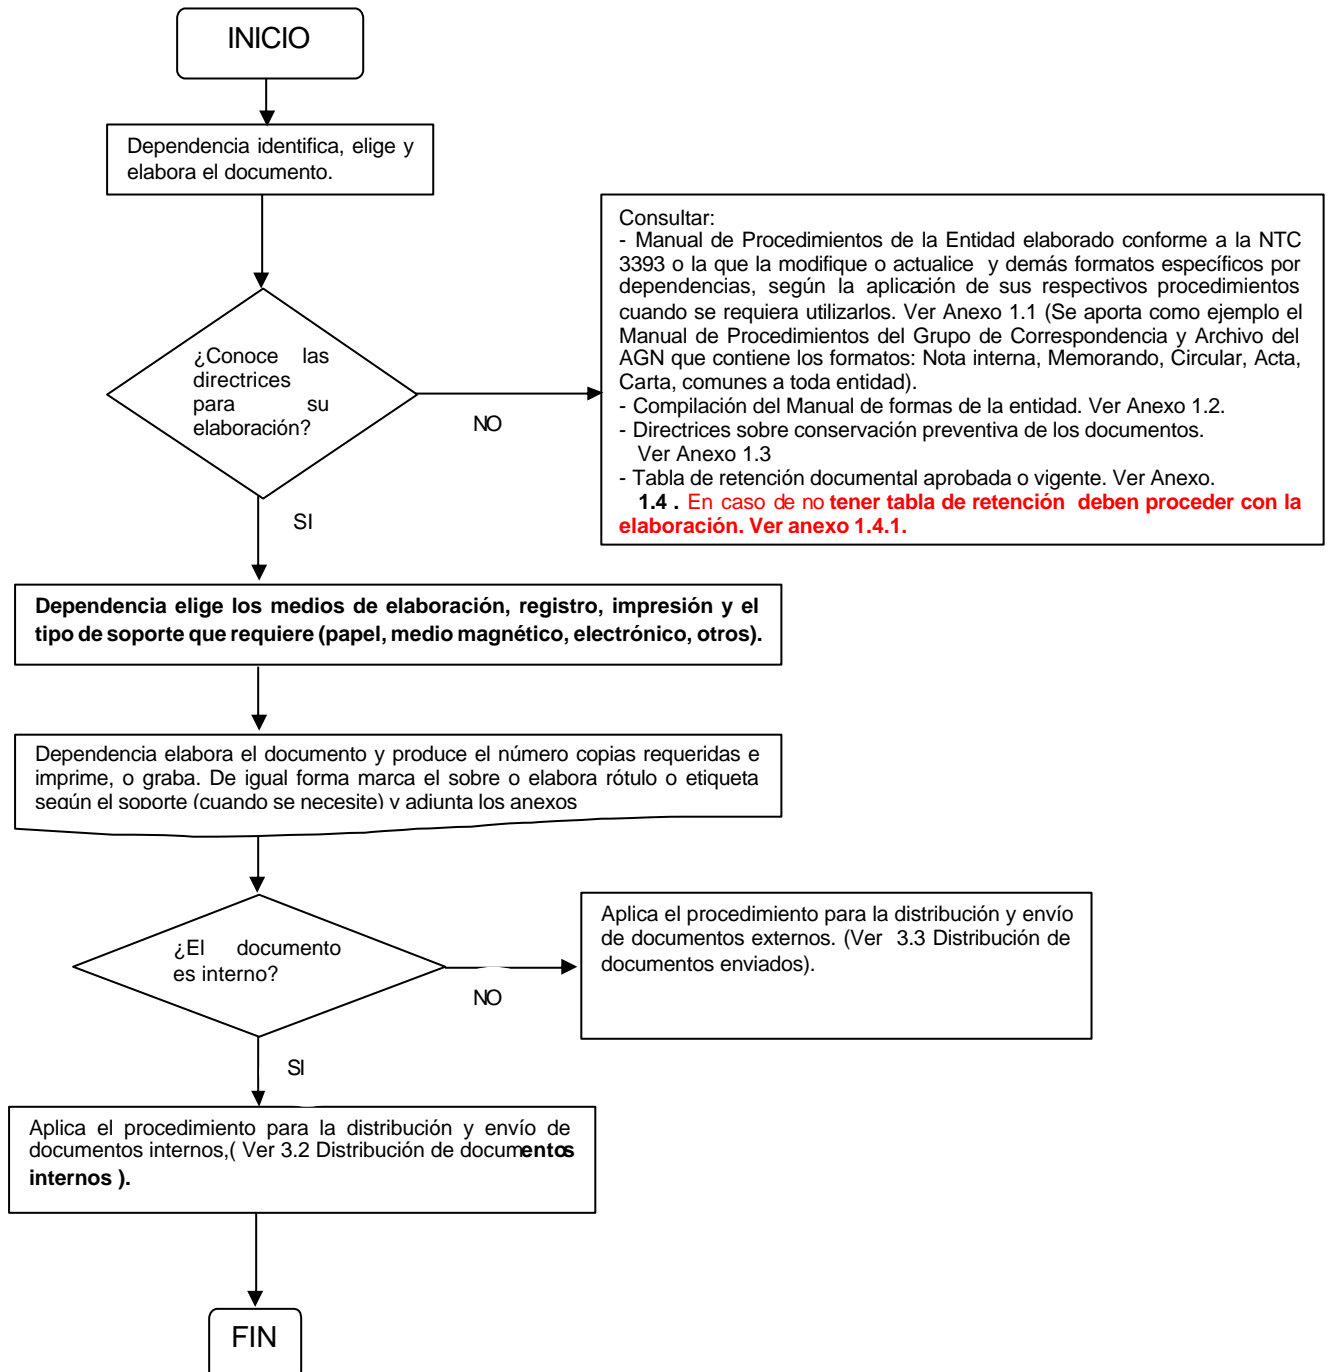 INICIO
Dependencia identifica, elige y
elabora el documento.
Consultar:
- Manual de Procedimientos de la Entidad elaborado conforme a la NTC
3393 o la que la modifique o actualice y demás formatos específicos por
dependencias, según la aplicación de sus respectivos procedimientos
cuando se requiera utilizarlos. Ver Anexo 1.1 (Se aporta como ejemplo el
Manual de Procedimientos del Grupo de Correspondencia y Archivo del
AGN que contiene los formatos: Nota interna, Memorando, Circular, Acta,
Carta, comunes a toda entidad).
- Compilación del Manual de formas de la entidad. Ver Anexo 1.2.
- Directrices sobre conservación preventiva de los documentos.
Ver Anexo 1.3
- Tabla de retención documental aprobada o vigente. Ver Anexo.
1.4 . En caso de no tener tabla de retención deben proceder con la
elaboración. Ver anexo 1.4.1.
¿Conoce las
directrices
para su
elaboración?
NO
SI
Dependencia elige los medios de elaboración, registro, impresión y el
tipo de soporte que requiere (papel, medio magnético, electrónico, otros).
Dependencia elabora el documento y produce el número copias requeridas e
imprime, o graba. De igual forma marca el sobre o elabora rótulo o etiqueta
según el soporte (cuando se necesite) y adjunta los anexos
¿El documento
es interno?
NO
Aplica el procedimiento para la distribución y envío
de documentos externos. (Ver 3.3 Distribución de
documentos enviados).
SI
Aplica el procedimiento para la distribución y envío de
documentos internos,( Ver 3.2 Distribución de documentos
internos ).
FIN